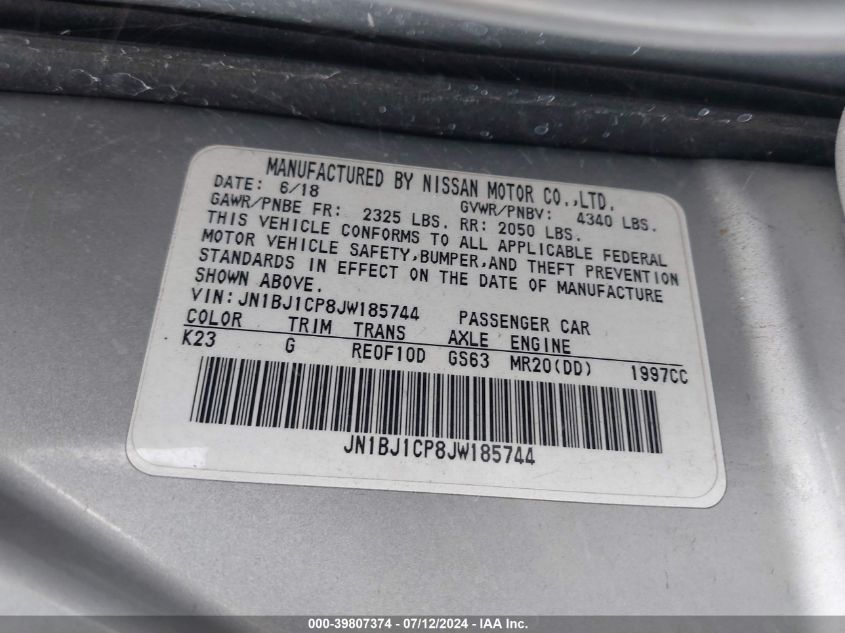 MANUFACTURED BY NISSAN MOTOR CO.,LTD.
DATE: 6/18 GVWR/PNBV: 4340 LBS.
GAWR/PNBE FR: 2325 LBS. RR: 2050 LBS.
THIS VEHICLE CONFORMS TO ALL APPLICABLE FEDERAL
MOTOR VEHICLE SAFETY,BUMPER,AND THEFT PREVENTION
STANDARDS IN EFFECT ON THE DATE OF MANUFACTURE
SHOWN ABOVE.
VIN:JN1BJ1CP8JW185744 PASSENGER CAR
COLOR TRIM TRANS AXLE ENGINE
K23 G RE0F10D GS63 MR20(DD) 1997CC
JN1BJ1CP8JW185744
000-39807374 - 07/12/2024 - IAA Inc.